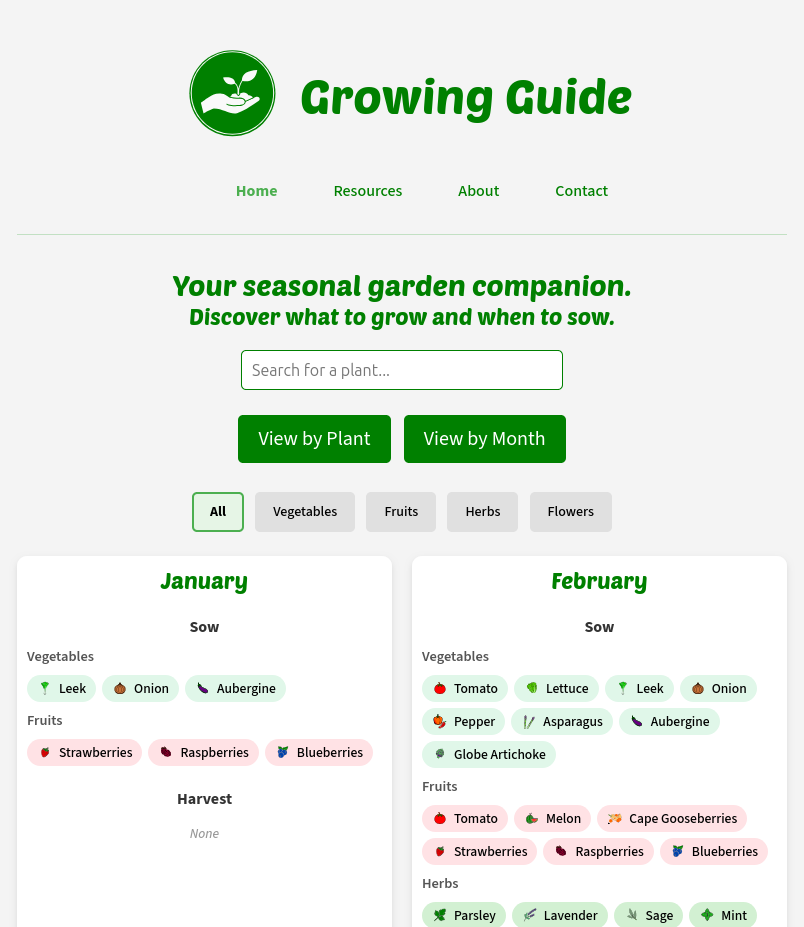 Growing Guide
Home Resources About Contact
Your seasonal garden companion.
Discover what to grow and when to sow.
Search for a plant...
View by Plant View by Month
All Vegetables Fruits Herbs Flowers
January
Sow
Vegetables
Leek Onion Aubergine
Fruits
Strawberries Raspberries Blueberries
Harvest
None
February
Sow
Vegetables
Tomato Lettuce Leek Onion
Pepper Asparagus Aubergine
Globe Artichoke
Fruits
Tomato Melon Cape Gooseberries
Strawberries Raspberries Blueberries
Herbs
Parsley Lavender Sage Mint